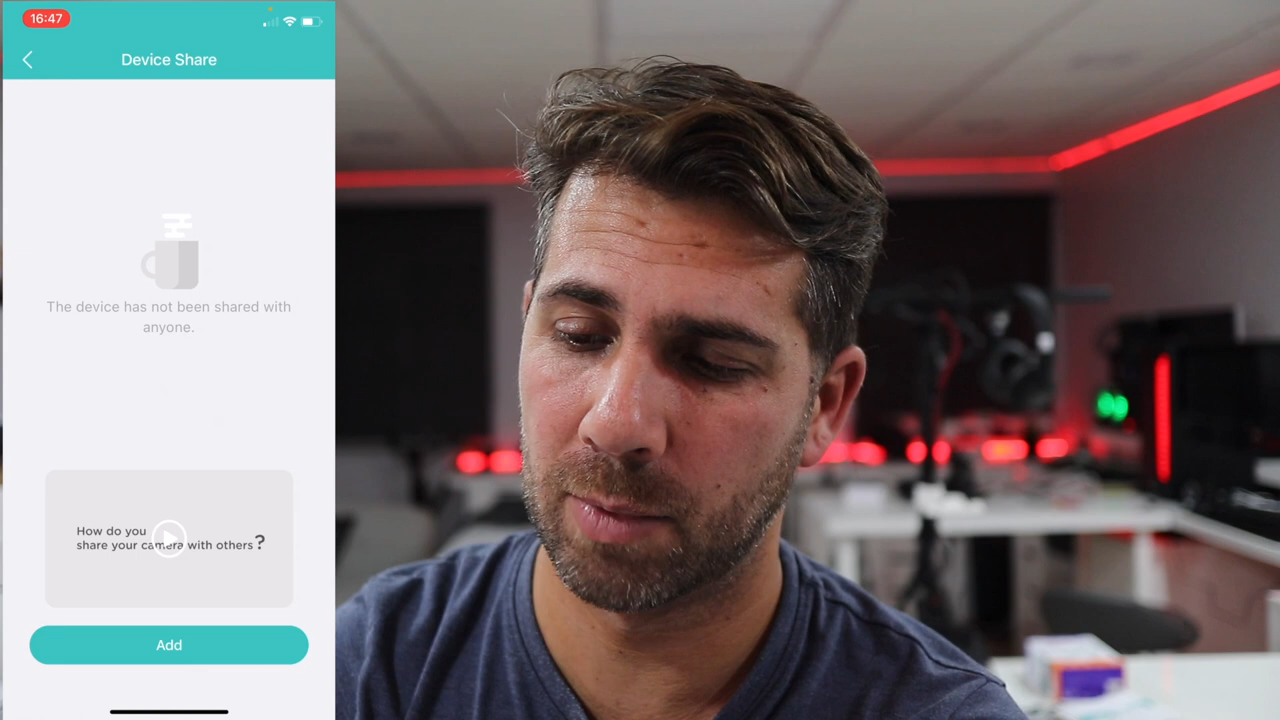 16:47
Device Share
The device has not been shared with
anyone.
How do you
share your camera with others?
Add